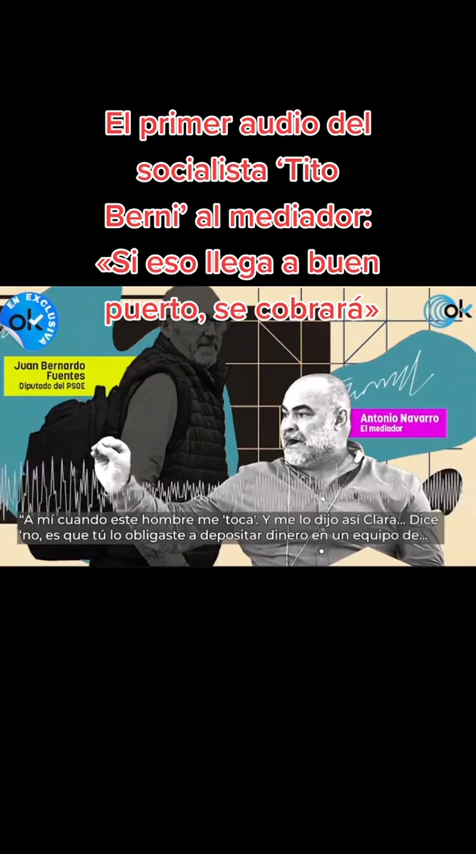 El primer audio del
socialista ‘Tito
Berni’ al mediador:
«Si eso llega a buen
puerto, se cobrará»
EN EXCLUSIVA
ok
ok
Juan Bernardo
Fuentes
Diputado del PSOE
Antonio Navarro
El mediador
“A mí cuando este hombre me 'toca'. Y me lo dijo así Clara... Dice
'no, es que tú lo obligaste a depositar dinero en un equipo de...